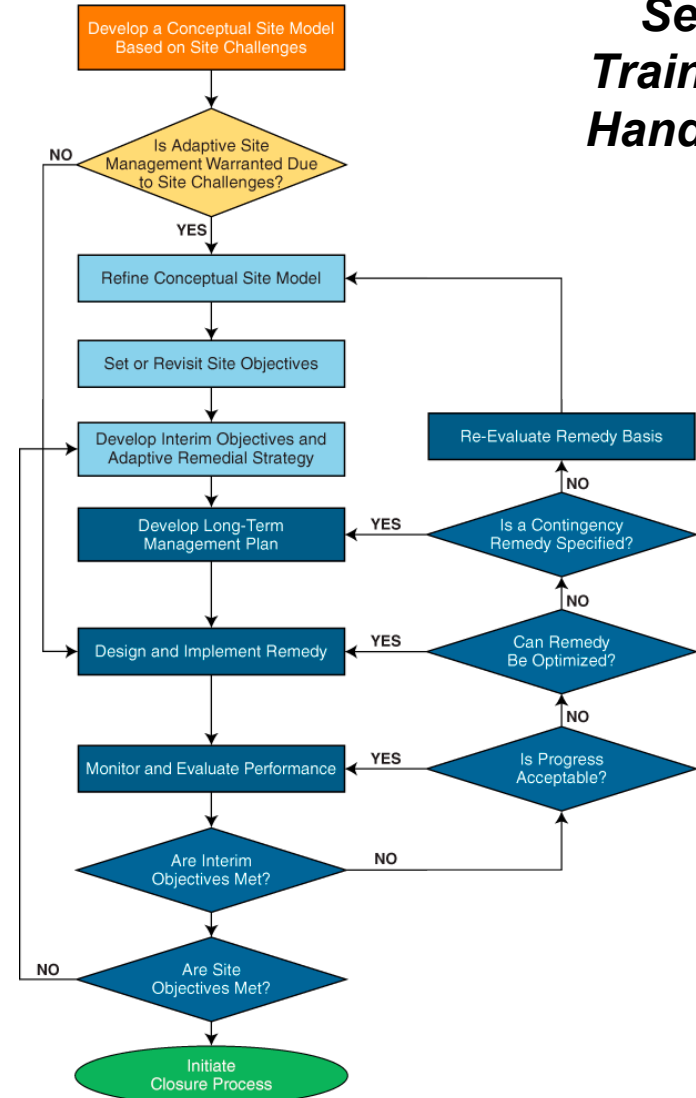 Develop a Conceptual Site Model
Based on Site Challenges
Is Adaptive Site
Management Warranted Due
to Site Challenges?
NO
YES
Refine Conceptual Site Model
Set or Revisit Site Objectives
Develop Interim Objectives and
Adaptive Remedial Strategy
Re-Evaluate Remedy Basis
NO
Develop Long-Term
Management Plan
YES
Is a Contingency
Remedy Specified?
NO
Design and Implement Remedy
YES
Can Remedy
Be Optimized?
NO
Monitor and Evaluate Performance
YES
Is Progress
Acceptable?
Are Interim
Objectives Met?
NO
Are Site
Objectives Met?
NO
Initiate
Closure Process
Se
Train
Hand